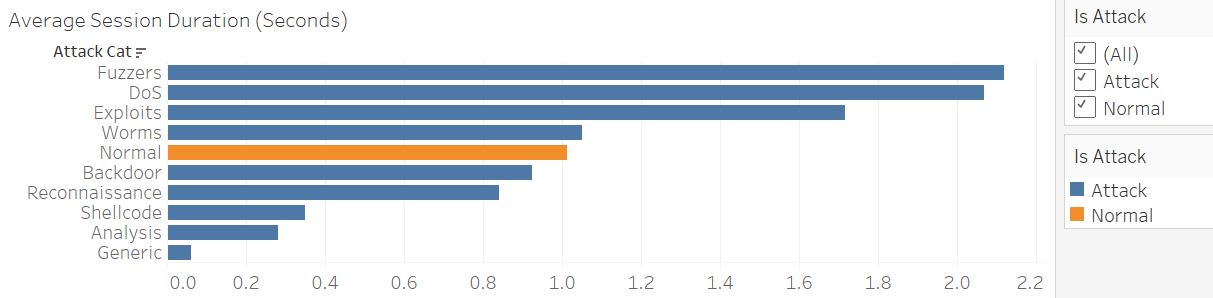 Average Session Duration (Seconds)
Attack Cat
Fuzzers
DoS
Exploits
Worms
Normal
Backdoor
Reconnaissance
Shellcode
Analysis
Generic
0.0 0.2 0.4 0.6 0.8 1.0 1.2 1.4 1.6 1.8 2.0 2.2
Is Attack
(All)
Attack
Normal
Is Attack
Attack
Normal